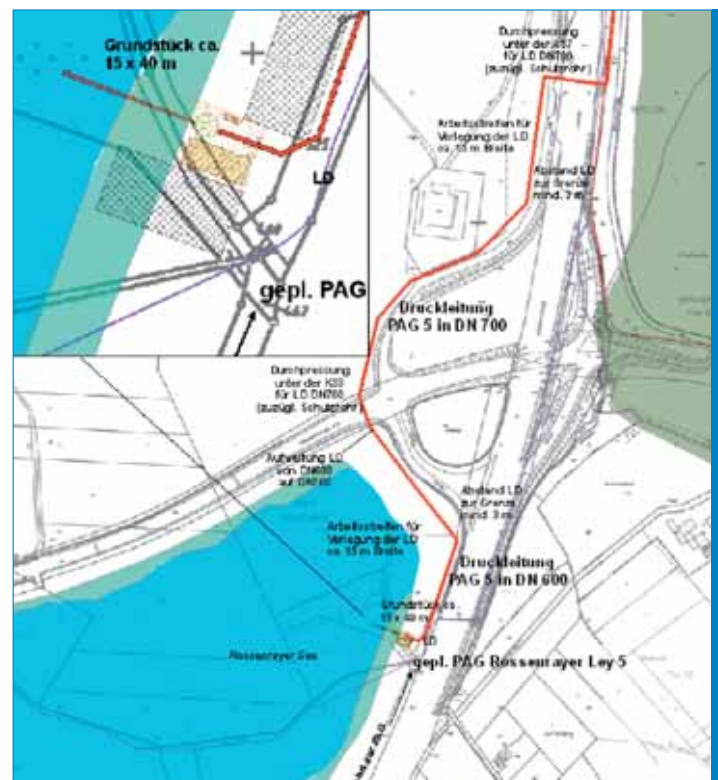 Grundstück ca.
15 x 40 m
LD
gepl. PAG
Durchpressung
unter der K57
für LD DN700
(zuzügl. Schutzrohr)
Arbeitsstreifen für
Verlegung der LD
ca. 15 m Breite
Abstand LD
zur Grenze
mind. 3 m
Druckleitung
PAG 5 in DN 700
Durchpressung
unter der K33
für LD DN700
(zuzügl. Schutzrohr)
Aufweitung LD
von DN600
auf DN700
Abstand LD
zur Grenze
mind. 3 m
Arbeitsstreifen für
Verlegung der LD
ca. 15 m Breite
Druckleitung
PAG 5 in DN 600
Grundstück ca.
15 x 40 m
LD
Rossenrayer See
gepl. PAG Rossenrayer Ley 5